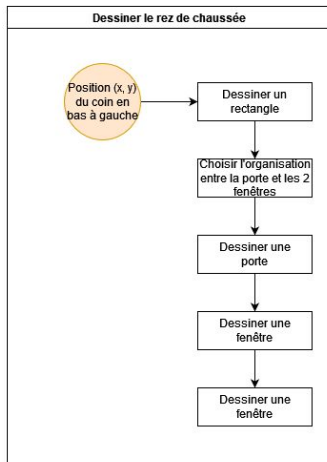 Dessiner le rez de chaussée
Position (x, y)
du coin en
bas à gauche
Dessiner un
rectangle
Choisir l'organisation
entre la porte et les 2
fenêtres
Dessiner une
porte
Dessiner une
fenêtre
Dessiner une
fenêtre